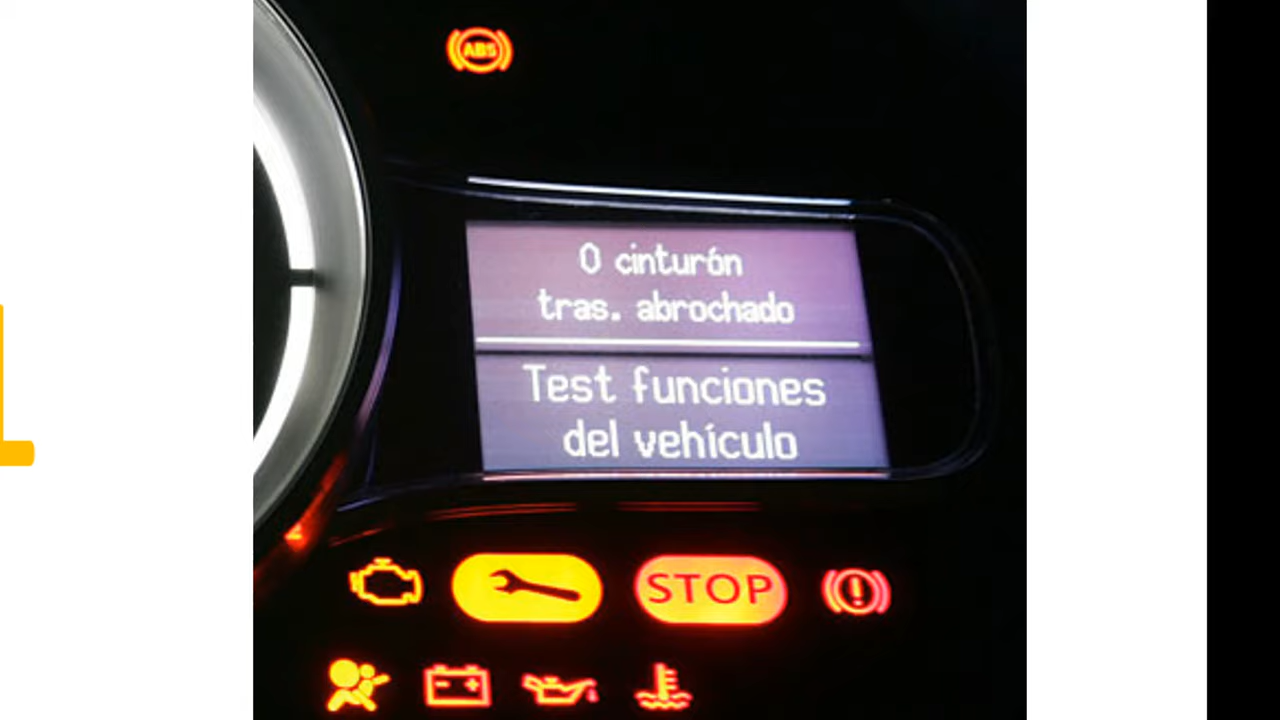 ABS
0 cinturón
tras. abrochado
Test funciones
del vehículo
STOP